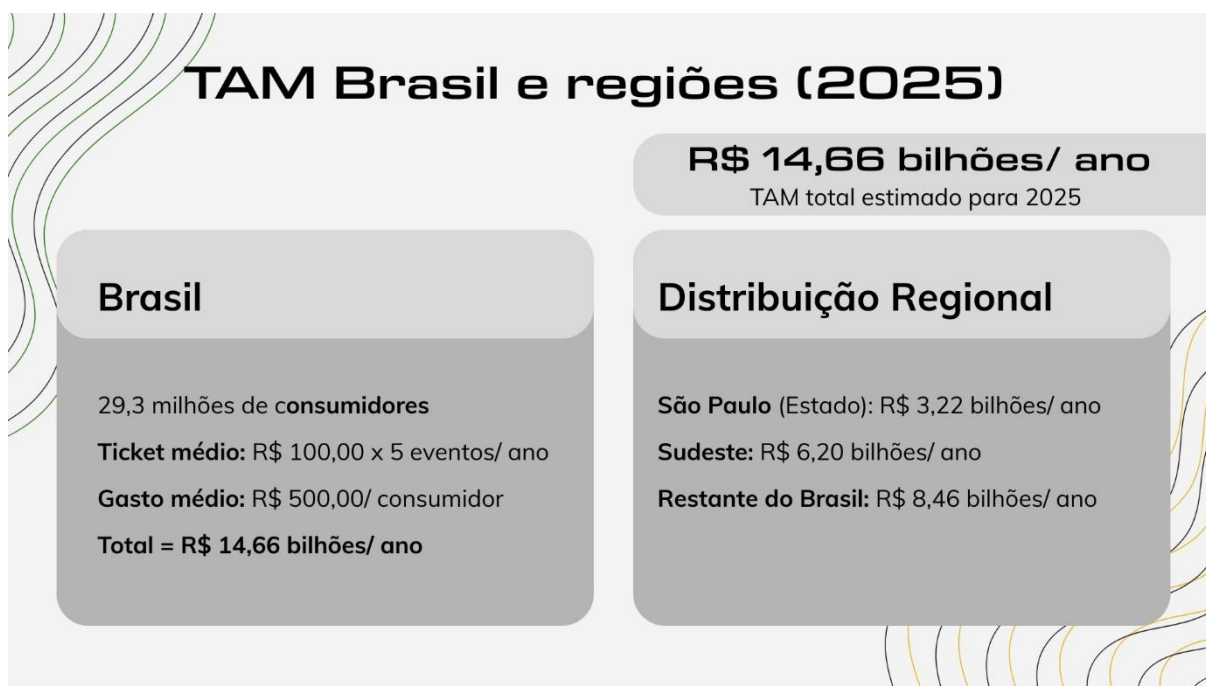 TAM Brasil e regiões (2025)
R$ 14,66 bilhões/ ano
TAM total estimado para 2025
Brasil
29,3 milhões de consumidores
Ticket médio: R$ 100,00 x 5 eventos/ ano
Gasto médio: R$ 500,00/ consumidor
Total = R$ 14,66 bilhões/ ano
Distribuição Regional
São Paulo (Estado): R$ 3,22 bilhões/ ano
Sudeste: R$ 6,20 bilhões/ ano
Restante do Brasil: R$ 8,46 bilhões/ ano